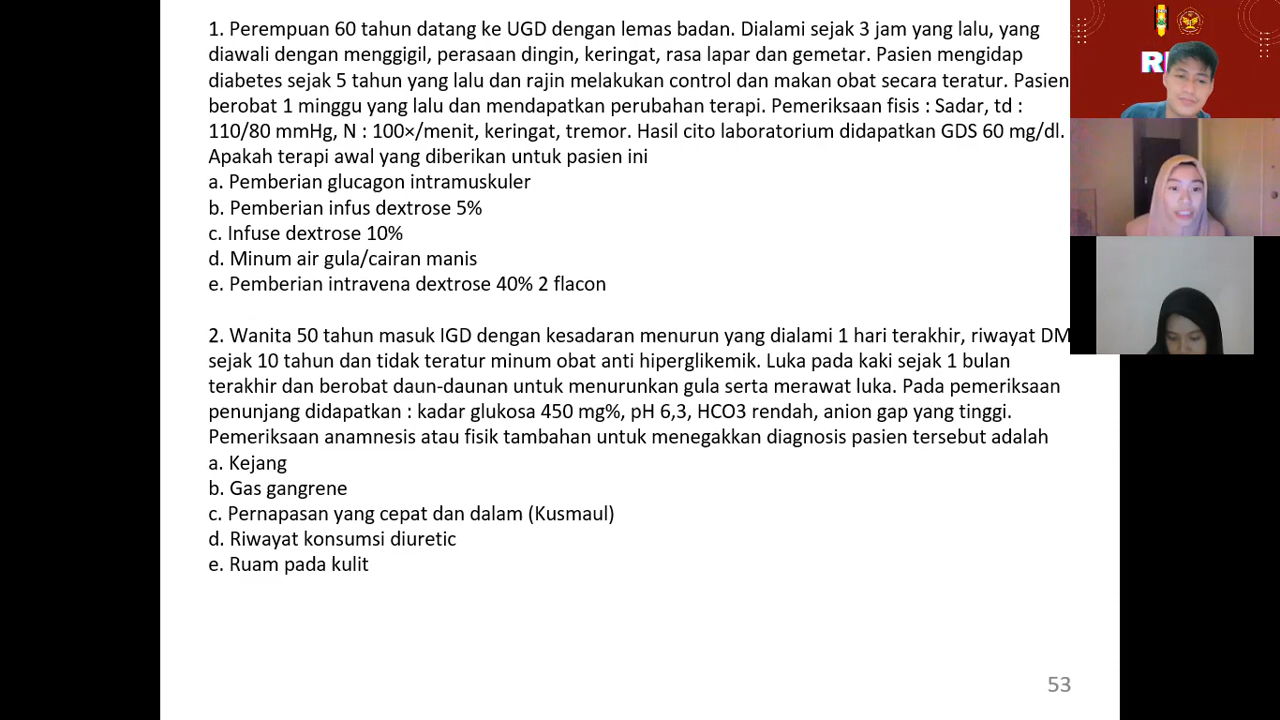 1. Perempuan 60 tahun datang ke UGD dengan lemas badan. Dialami sejak 3 jam yang lalu, yang
diawali dengan menggigil, perasaan dingin, keringat, rasa lapar dan gemetar. Pasien mengidap
diabetes sejak 5 tahun yang lalu dan rajin melakukan control dan makan obat secara teratur. Pasien
berobat 1 minggu yang lalu dan mendapatkan perubahan terapi. Pemeriksaan fisis : Sadar, td :
110/80 mmHg, N : 100×/menit, keringat, tremor. Hasil cito laboratorium didapatkan GDS 60 mg/dl.
Apakah terapi awal yang diberikan untuk pasien ini
a. Pemberian glucagon intramuskuler
b. Pemberian infus dextrose 5%
c. Infuse dextrose 10%
d. Minum air gula/cairan manis
e. Pemberian intravena dextrose 40% 2 flacon
2. Wanita 50 tahun masuk IGD dengan kesadaran menurun yang dialami 1 hari terakhir, riwayat DM
sejak 10 tahun dan tidak teratur minum obat anti hiperglikemik. Luka pada kaki sejak 1 bulan
terakhir dan berobat daun-daunan untuk menurunkan gula serta merawat luka. Pada pemeriksaan
penunjang didapatkan : kadar glukosa 450 mg%, pH 6,3, HCO3 rendah, anion gap yang tinggi.
Pemeriksaan anamnesis atau fisik tambahan untuk menegakkan diagnosis pasien tersebut adalah
a. Kejang
b. Gas gangrene
c. Pernapasan yang cepat dan dalam (Kusmaul)
d. Riwayat konsumsi diuretic
e. Ruam pada kulit
53